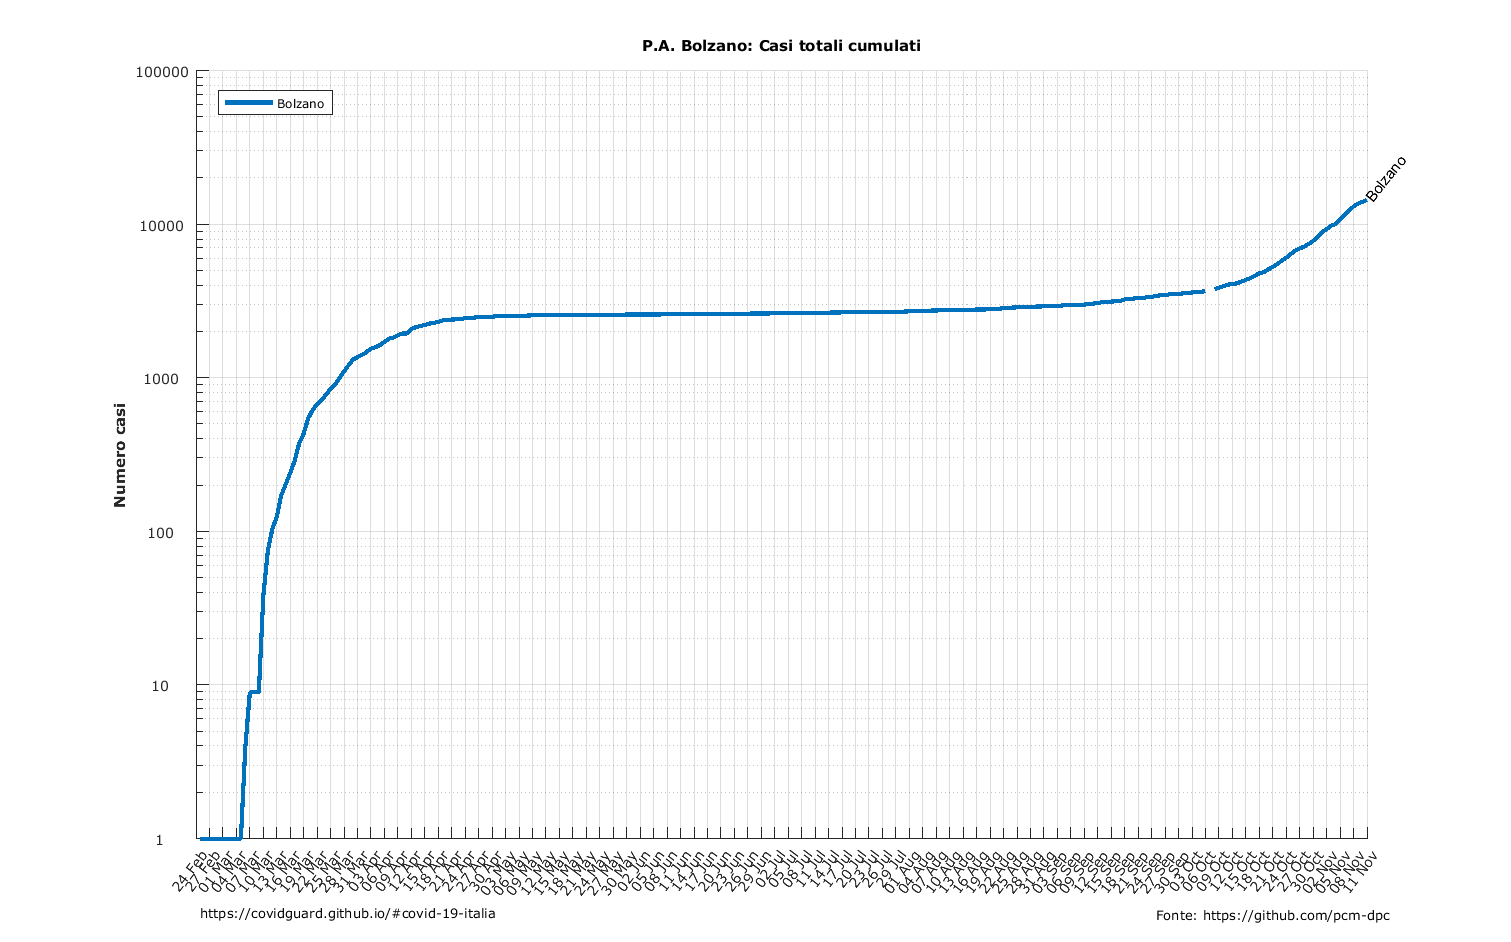 P.A. Bolzano: Casi totali cumulati
100000
10000
1000
100
10
1
Numero casi
Bolzano
Bolzano
24 Feb
27 Feb
01 Mar
04 Mar
07 Mar
10 Mar
13 Mar
16 Mar
19 Mar
22 Mar
25 Mar
28 Mar
31 Mar
03 Apr
06 Apr
09 Apr
12 Apr
15 Apr
18 Apr
21 Apr
24 Apr
27 Apr
30 Apr
03 May
06 May
09 May
12 May
15 May
18 May
21 May
24 May
27 May
30 May
02 Jun
05 Jun
08 Jun
11 Jun
14 Jun
17 Jun
20 Jun
23 Jun
26 Jun
29 Jun
02 Jul
05 Jul
08 Jul
11 Jul
14 Jul
17 Jul
20 Jul
23 Jul
26 Jul
29 Jul
01 Aug
04 Aug
07 Aug
10 Aug
13 Aug
16 Aug
19 Aug
22 Aug
25 Aug
28 Aug
31 Aug
03 Sep
06 Sep
09 Sep
12 Sep
15 Sep
18 Sep
21 Sep
24 Sep
27 Sep
30 Sep
03 Oct
06 Oct
09 Oct
12 Oct
15 Oct
18 Oct
21 Oct
24 Oct
27 Oct
30 Oct
02 Nov
05 Nov
08 Nov
11 Nov
https://covidguard.github.io/#covid-19-italia
Fonte: https://github.com/pcm-dpc